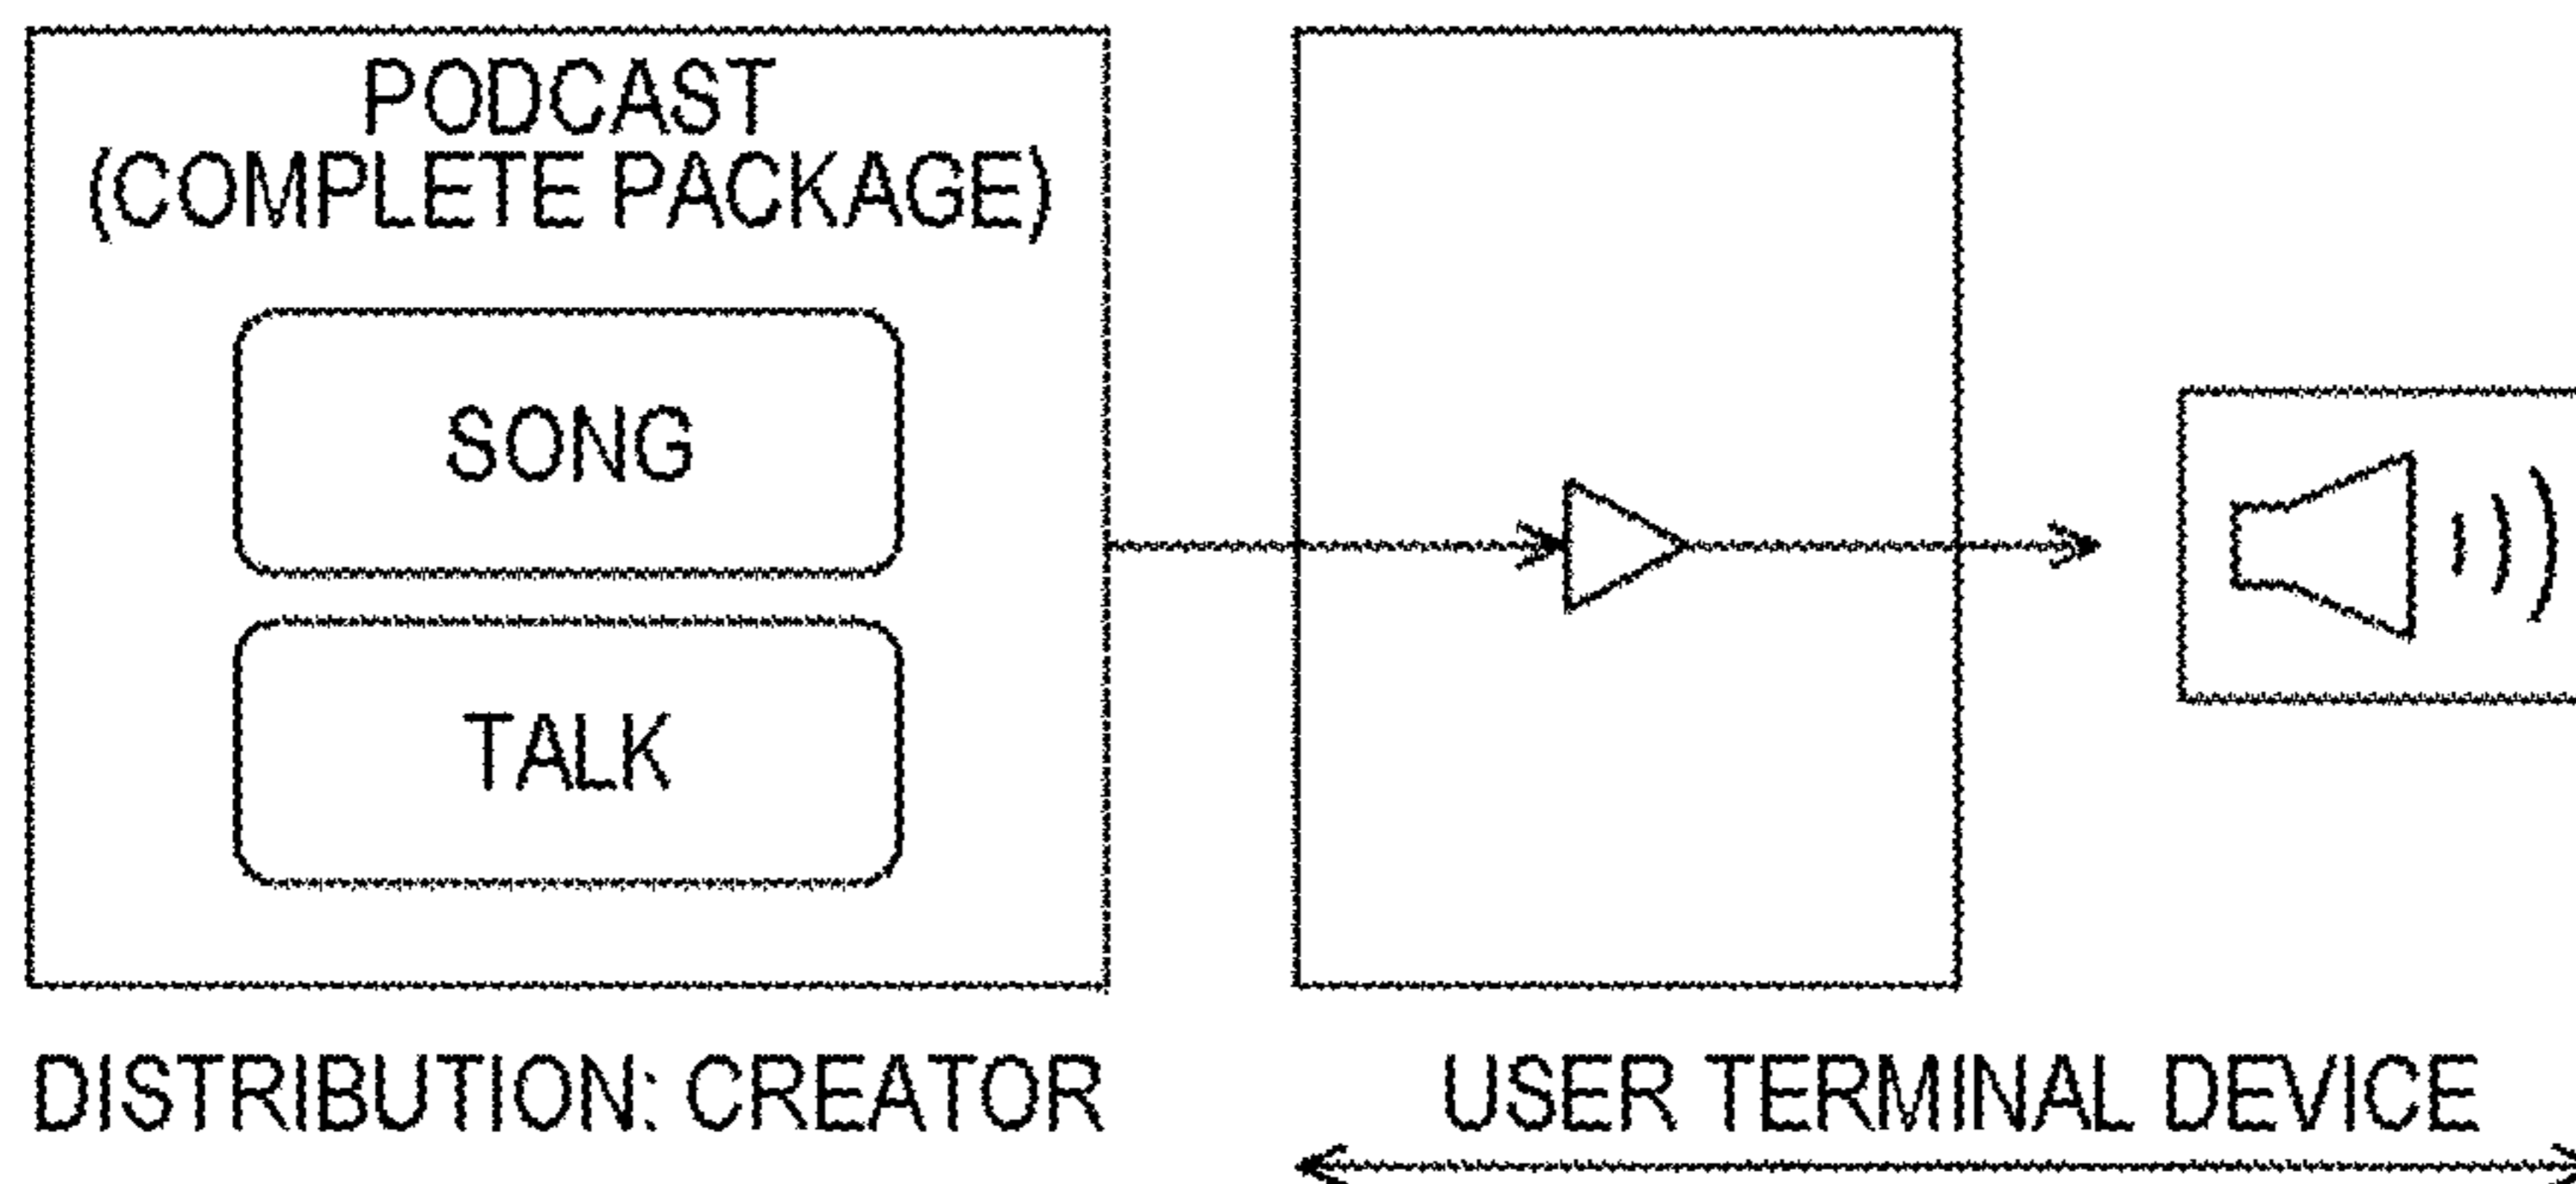 PODCAST
(COMPLETE PACKAGE)
SONG
TALK
DISTRIBUTION: CREATOR
USER TERMINAL DEVICE